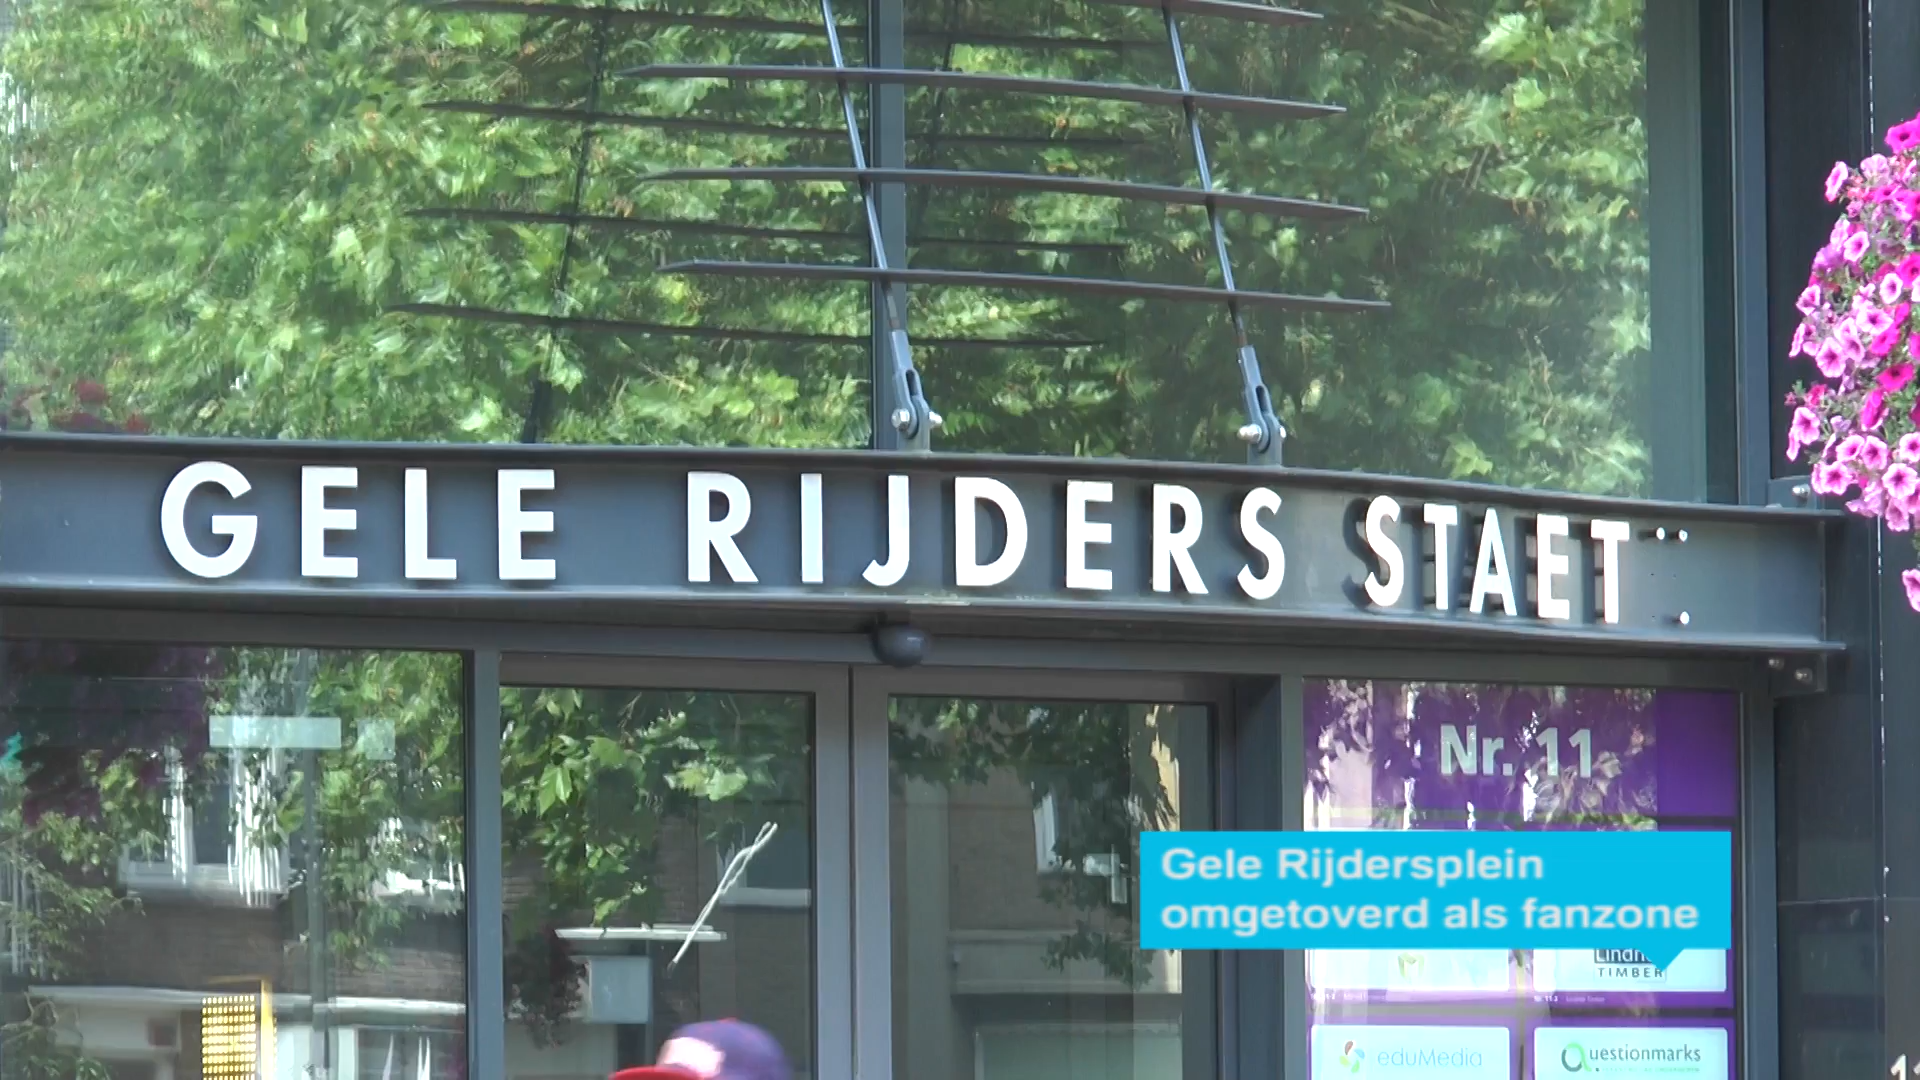 GELE RIJDERS STAET
Nr. 11
Gele Rijdersplein
omgetoverd als fanzone
TIMBER
eduMedia
Questionmarks